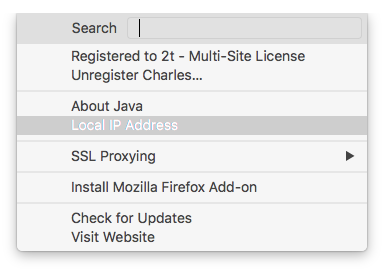 Search
Registered to 2t - Multi-Site License
Unregister Charles...
About Java
Local IP Address
SSL Proxying
Install Mozilla Firefox Add-on
Check for Updates
Visit Website